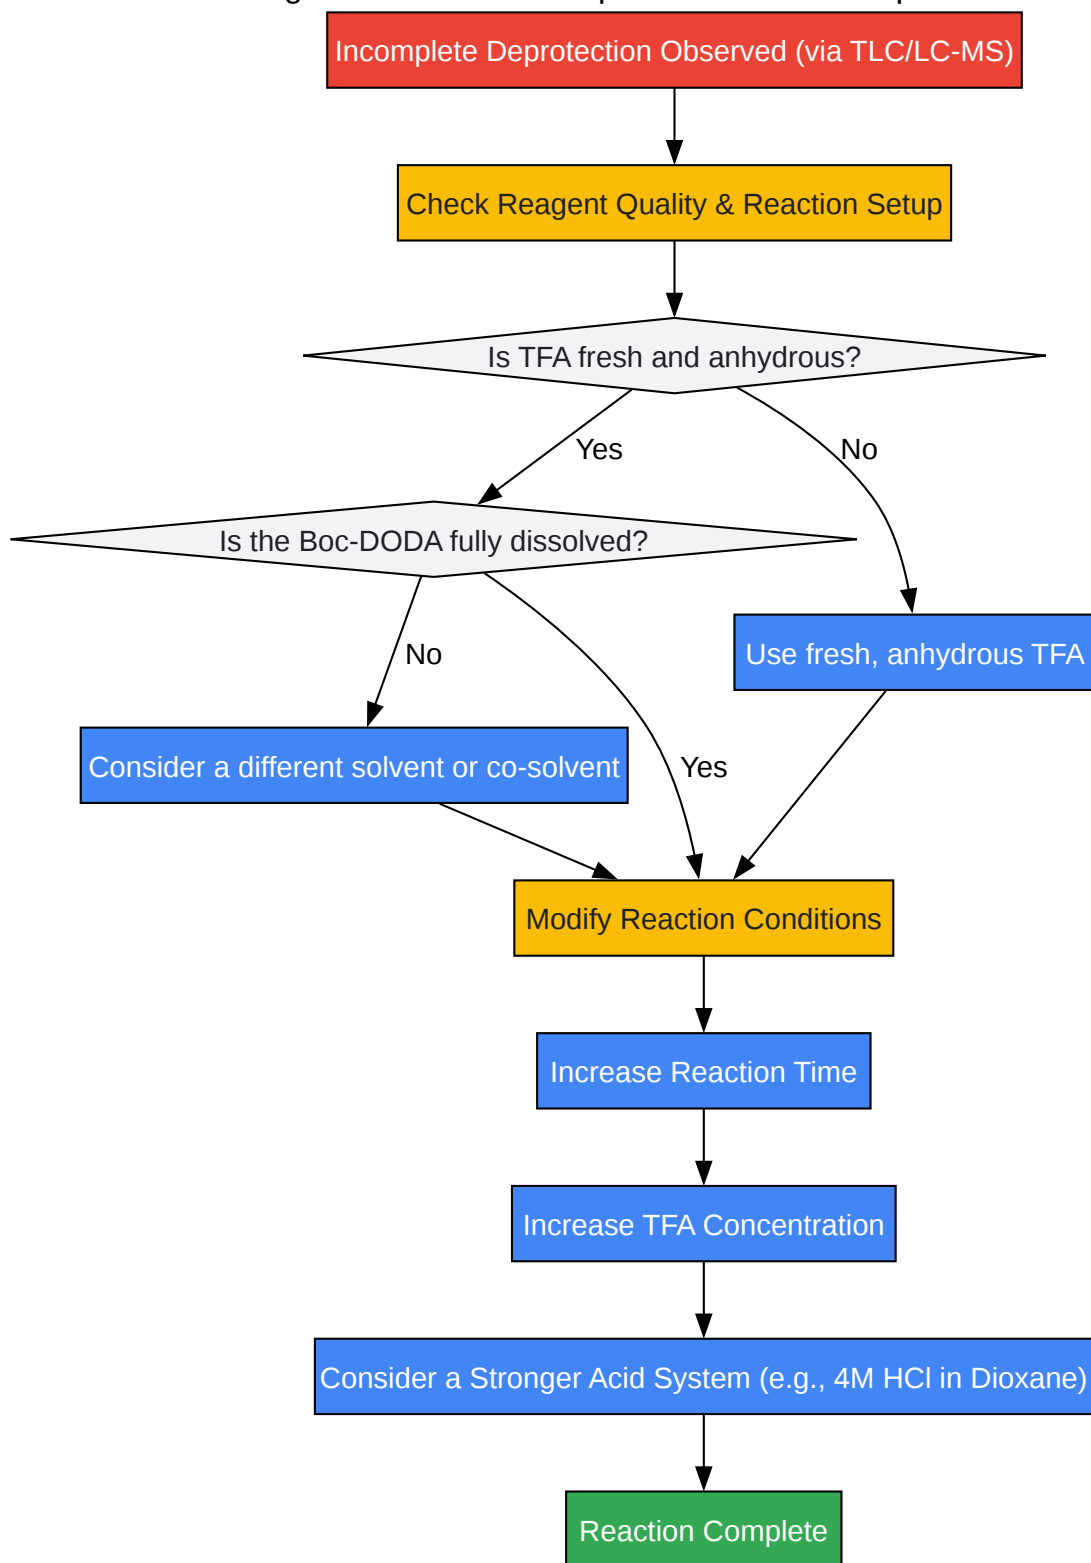 Incomplete Deprotection Observed (via TLC/LC-MS)
Check Reagent Quality & Reaction Setup
Is TFA fresh and anhydrous?
Yes
No
Is the Boc-DODA fully dissolved?
No
Use fresh, anhydrous TFA
Consider a different solvent or co-solvent
Yes
Modify Reaction Conditions
Increase Reaction Time
Increase TFA Concentration
Consider a Stronger Acid System (e.g., 4M HCl in Dioxane)
Reaction Complete